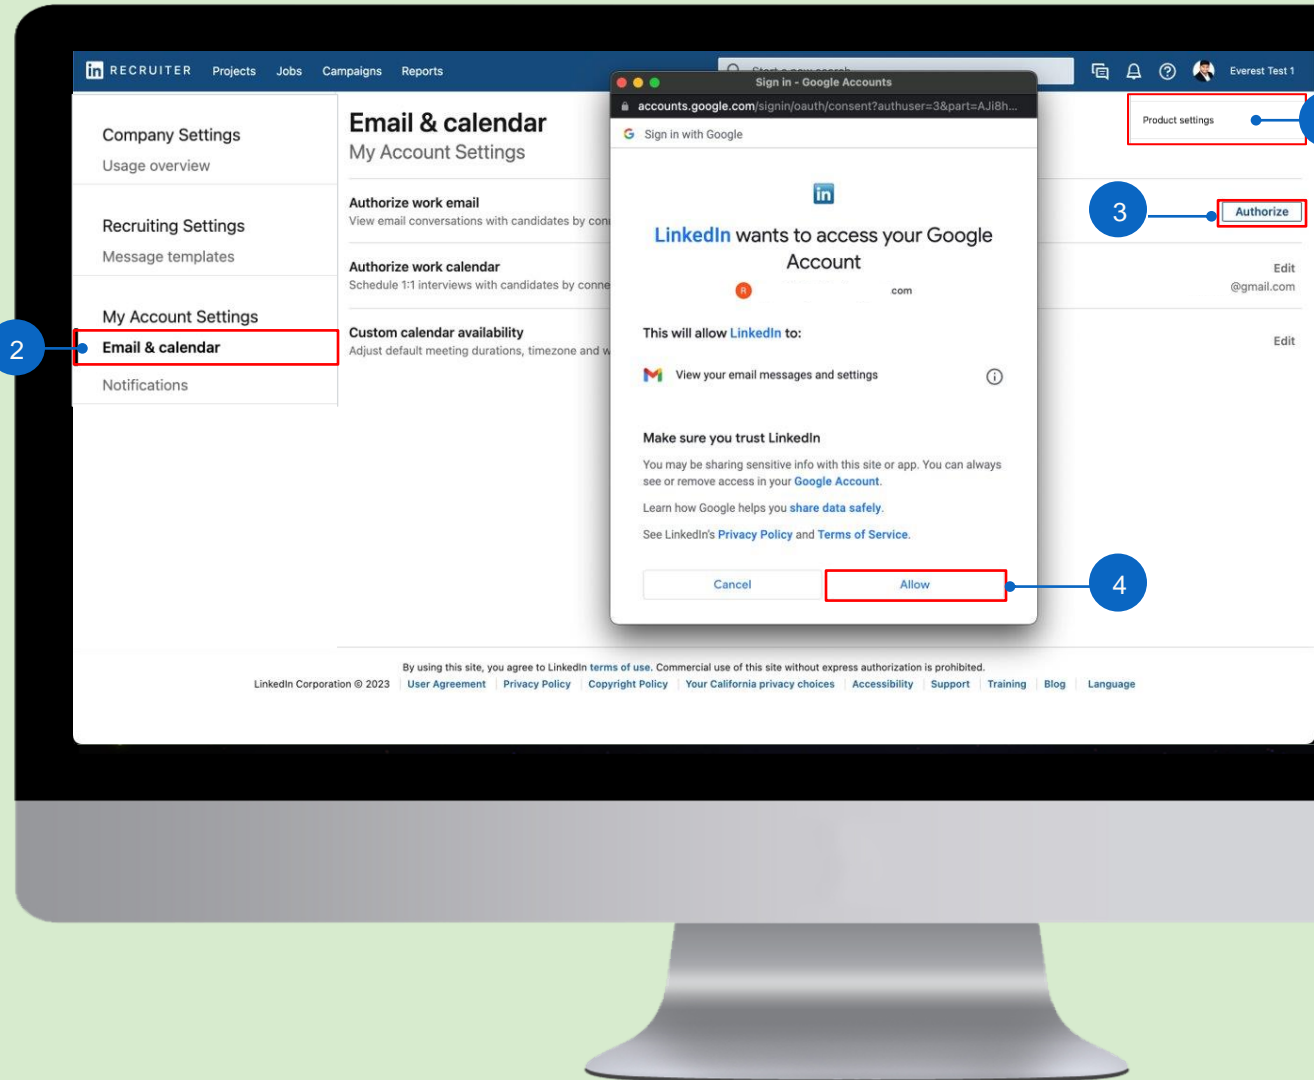 in RECRUITER Projects Jobs Campaigns Reports
Everest Test 1
Product settings
Company Settings
Usage overview
Recruiting Settings
Message templates
My Account Settings
2
Email & calendar
Notifications
Email & calendar
My Account Settings
Authorize work email
View email conversations with candidates by
3
Authorize
Authorize work calendar
Schedule 1:1 interviews with candidates by
Edit
@gmail.com
Custom calendar availability
Adjust default meeting durations, timezone and
Edit
Sign in - Google Accounts
accounts.google.com/signin/oauth/consent?authuser=3&part=AJi8h...
G Sign in with Google
in
LinkedIn wants to access your Google
Account
R .com
This will allow LinkedIn to:
View your email messages and settings
Make sure you trust LinkedIn
You may be sharing sensitive info with this site or app. You can always
see or remove access in your Google Account.
Learn how Google helps you share data safely.
See LinkedIn's Privacy Policy and Terms of Service.
Cancel Allow
4
By using this site, you agree to LinkedIn terms of use. Commercial use of this site without express authorization is prohibited.
LinkedIn Corporation © 2023 User Agreement Privacy Policy Copyright Policy Your California privacy choices Accessibility Support Training Blog Language